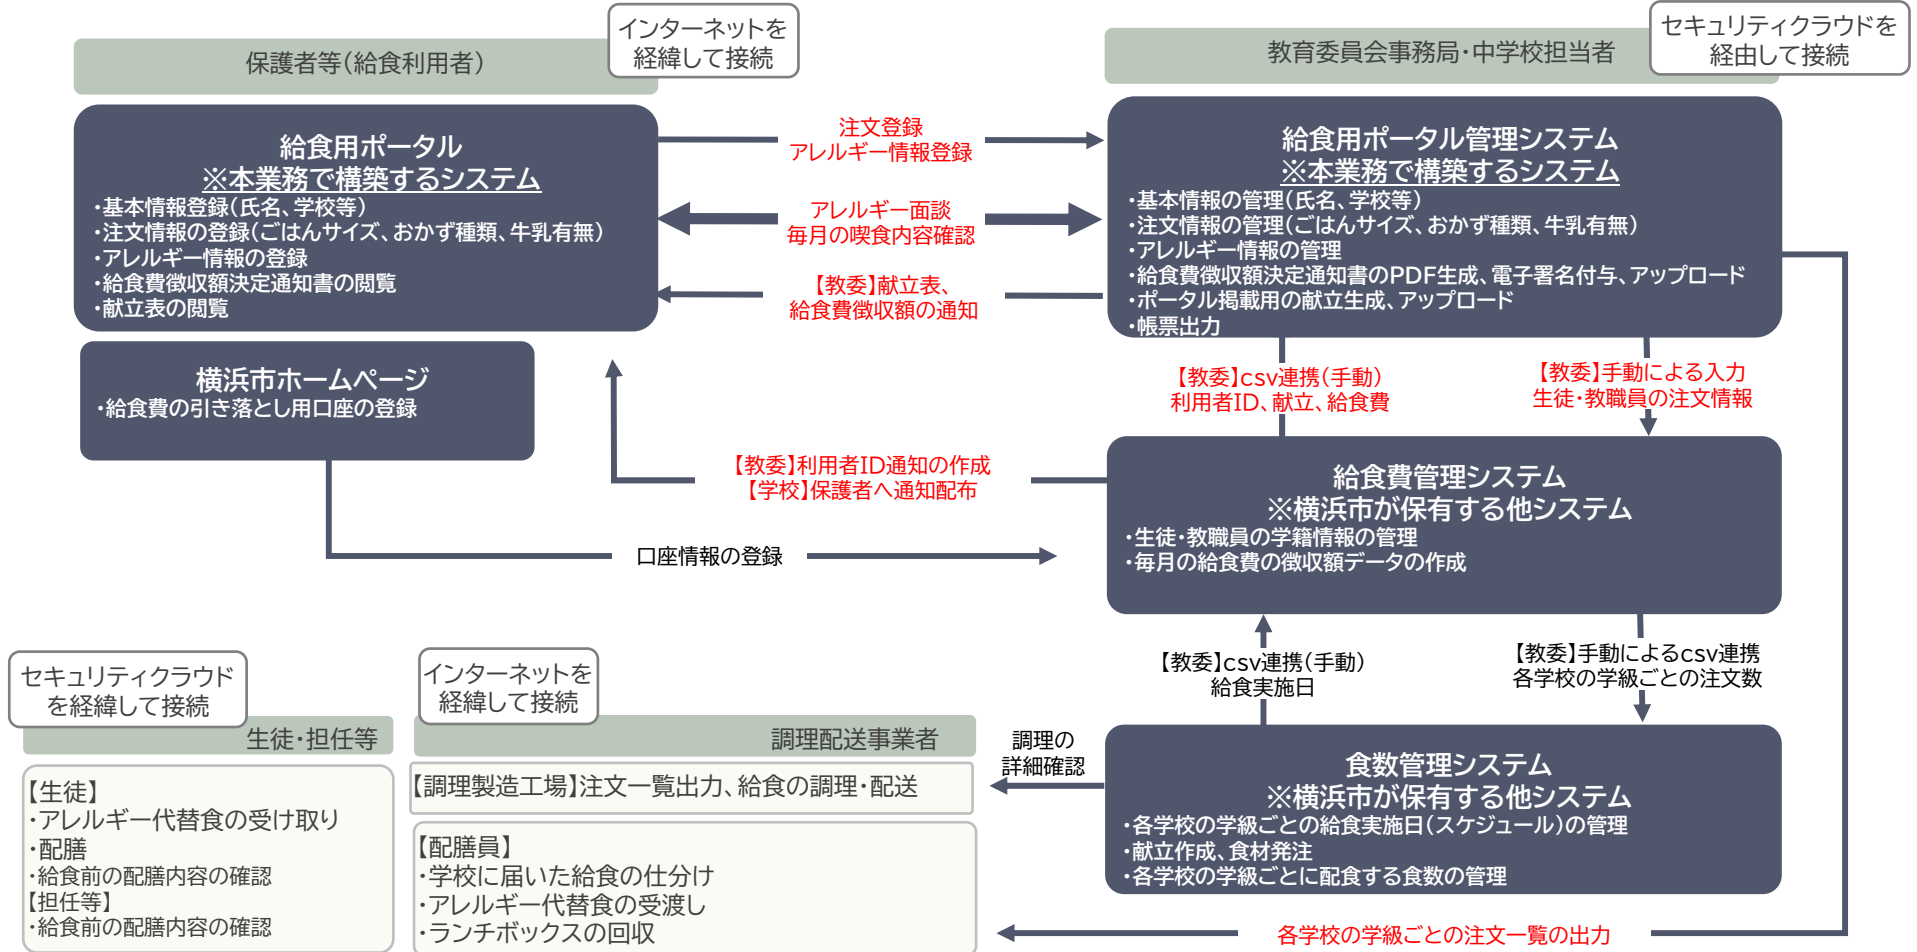 保護者等(給食利用者)
インターネットを
経緯して接続
教育委員会事務局・中学校担当者
セキュリティクラウドを
経由して接続
給食用ポータル
※本業務で構築するシステム
・基本情報登録(氏名、学校等)
・注文情報の登録(ごはんサイズ、おかず種類、牛乳有無)
・アレルギー情報の登録
・給食費徴収額決定通知書の閲覧
・献立表の閲覧
注文登録
アレルギー情報登録
アレルギー面談
毎月の喫食内容確認
【教委】献立表、
給食費徴収額の通知
給食用ポータル管理システム
※本業務で構築するシステム
・基本情報の管理(氏名、学校等)
・注文情報の管理(ごはんサイズ、おかず種類、牛乳有無)
・アレルギー情報の管理
・給食費徴収額決定通知書のPDF生成、電子署名付与、アップロード
・ポータル掲載用の献立生成、アップロード
・帳票出力
横浜市ホームページ
・給食費の引き落とし用口座の登録
【教委】csv連携(手動)
利用者ID、献立、給食費
【教委】手動による入力
生徒・教職員の注文情報
【教委】利用者ID通知の作成
【学校】保護者へ通知配布
口座情報の登録
給食費管理システム
※横浜市が保有する他システム
・生徒・教職員の学籍情報の管理
・毎月の給食費の徴収額データの作成
【教委】csv連携(手動)
給食実施日
【教委】手動によるcsv連携
各学校の学級ごとの注文数
セキュリティクラウド
を経緯して接続
生徒・担任等
インターネットを
経緯して接続
調理配送事業者
調理の
詳細確認
食数管理システム
※横浜市が保有する他システム
・各学校の学級ごとの給食実施日(スケジュール)の管理
・献立作成、食材発注
・各学校の学級ごとに配食する食数の管理
【生徒】
・アレルギー代替食の受け取り
・配膳
・給食前の配膳内容の確認
【担任等】
・給食前の配膳内容の確認
【調理製造工場】注文一覧出力、給食の調理・配送
【配膳員】
・学校に届いた給食の仕分け
・アレルギー代替食の受渡し
・ランチボックスの回収
各学校の学級ごとの注文一覧の出力